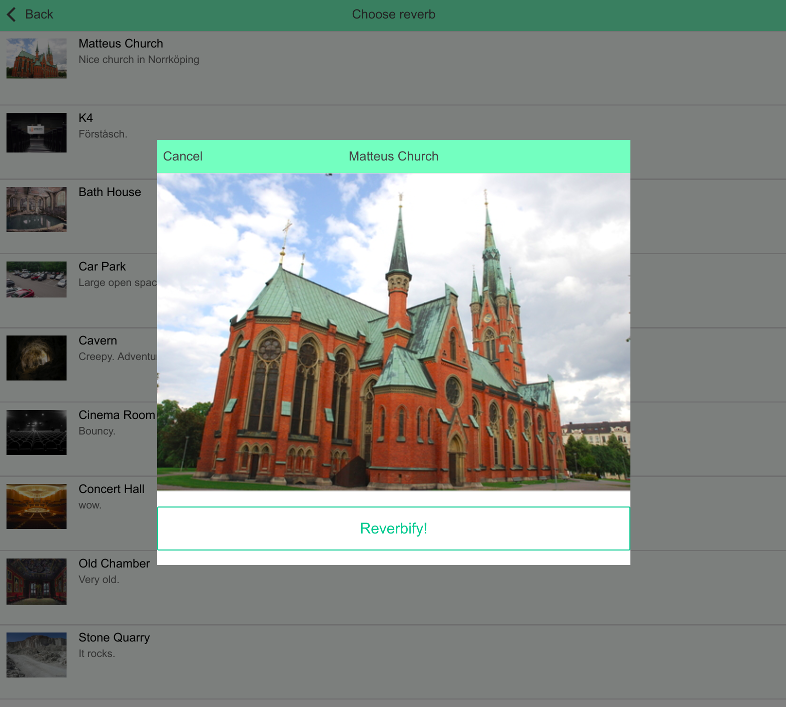 Back
Choose reverb
Matteus Church
Nice church in Norrköping
K4
Förstäsch.
Bath House
Car Park
Large open spac
Cavern
Creepy. Adventu
Cinema Room
Bouncy.
Concert Hall
wow.
Old Chamber
Very old.
Stone Quarry
It rocks.
Cancel
Matteus Church
Reverbify!